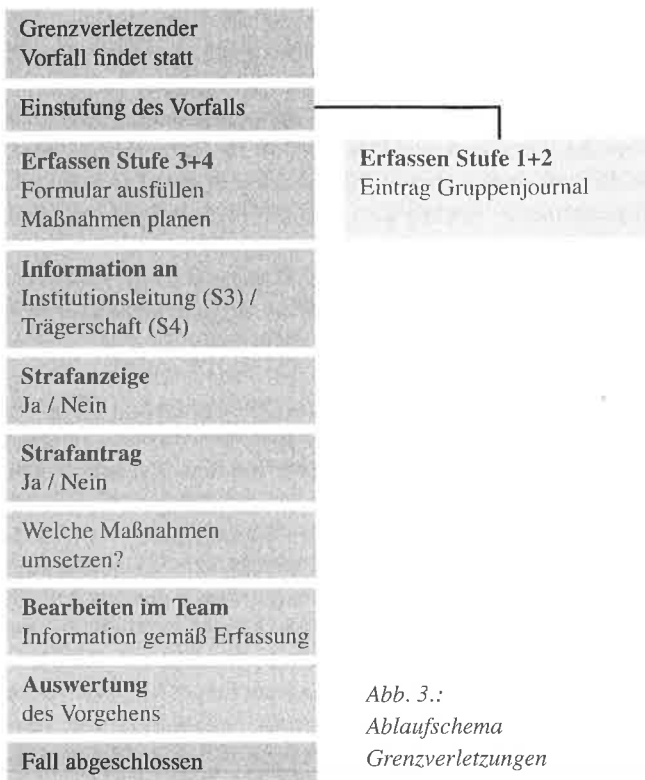 Grenzverletzender
Vorfall findet statt
Einstufung des Vorfalls
Erfassen Stufe 3+4
Formular ausfüllen
Maßnahmen planen
Erfassen Stufe 1+2
Eintrag Gruppenjournal
Information an
Institutionsleitung (S3) /
Trägerschaft (S4)
Strafanzeige
Ja / Nein
Strafantrag
Ja / Nein
Welche Maßnahmen
umsetzen?
Bearbeiten im Team
Information gemäß Erfassung
Auswertung
des Vorgehens
Fall abgeschlossen
Abb. 3.:
Ablaufschema
Grenzverletzungen